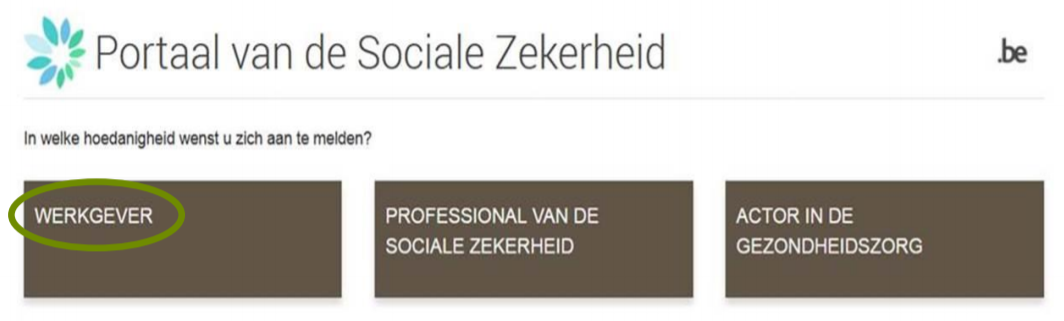 Portaal van de Sociale Zekerheid
.be
In welke hoedanigheid wenst u zich aan te melden?
WERKGEVER
PROFESSIONAL VAN DE
SOCIALE ZEKERHEID
ACTOR IN DE
GEZONDHEIDSZORG